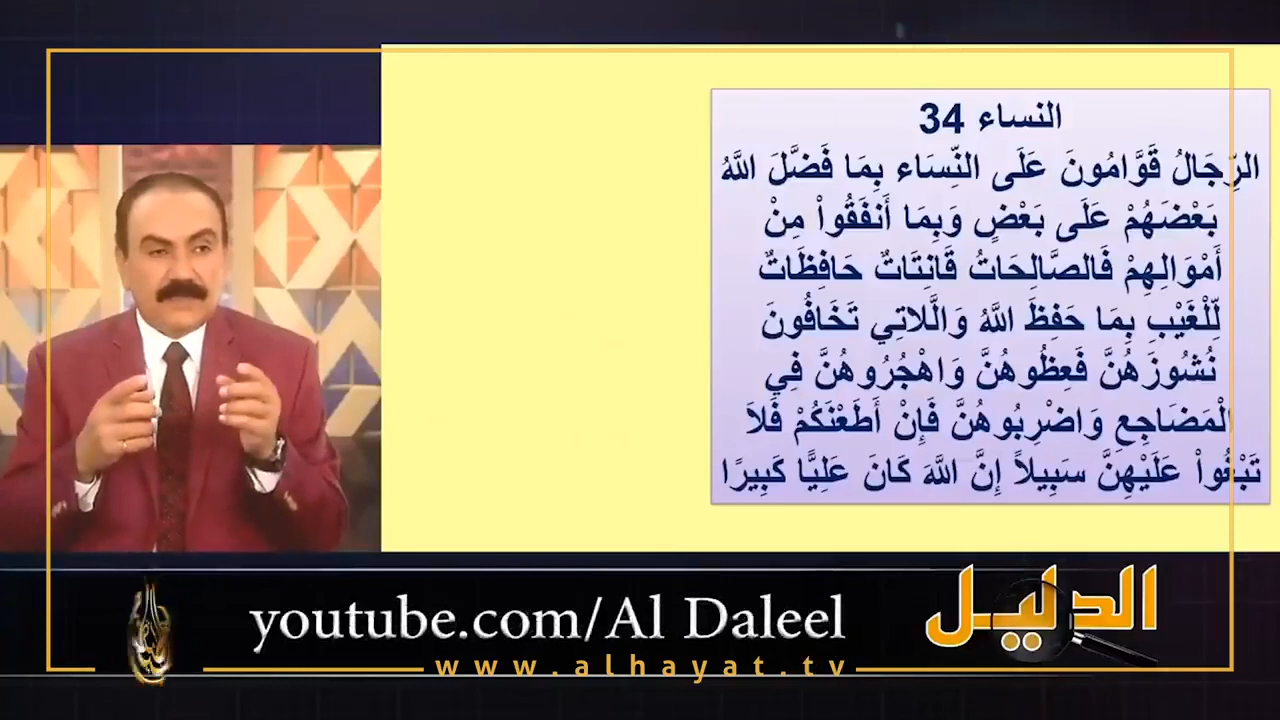 النساء 34
الرِّجَالُ قَوَّامُونَ عَلَى النِّسَاء بِمَا فَضَّلَ اللَّهُ
بَعْضَهُمْ عَلَى بَعْضٍ وَبِمَا أَنفَقُواْ مِنْ
أَمْوَالِهِمْ فَالصَّالِحَاتُ قَانِتَاتٌ حَافِظَاتٌ
لِّلْغَيْبِ بِمَا حَفِظَ اللَّهُ وَاللَّاتِي تَخَافُونَ
نُشُوزَهُنَّ فَعِظُوهُنَّ وَاهْجُرُوهُنَّ فِي
الْمَضَاجِعِ وَاضْرِبُوهُنَّ فَإِنْ أَطَعْنَكُمْ فَلاَ
تَبْغُواْ عَلَيْهِنَّ سَبِيلاً إِنَّ اللَّهَ كَانَ عَلِيًّا كَبِيرًا
youtube.com/Al Daleel
الدليل
www.alhayat.tv